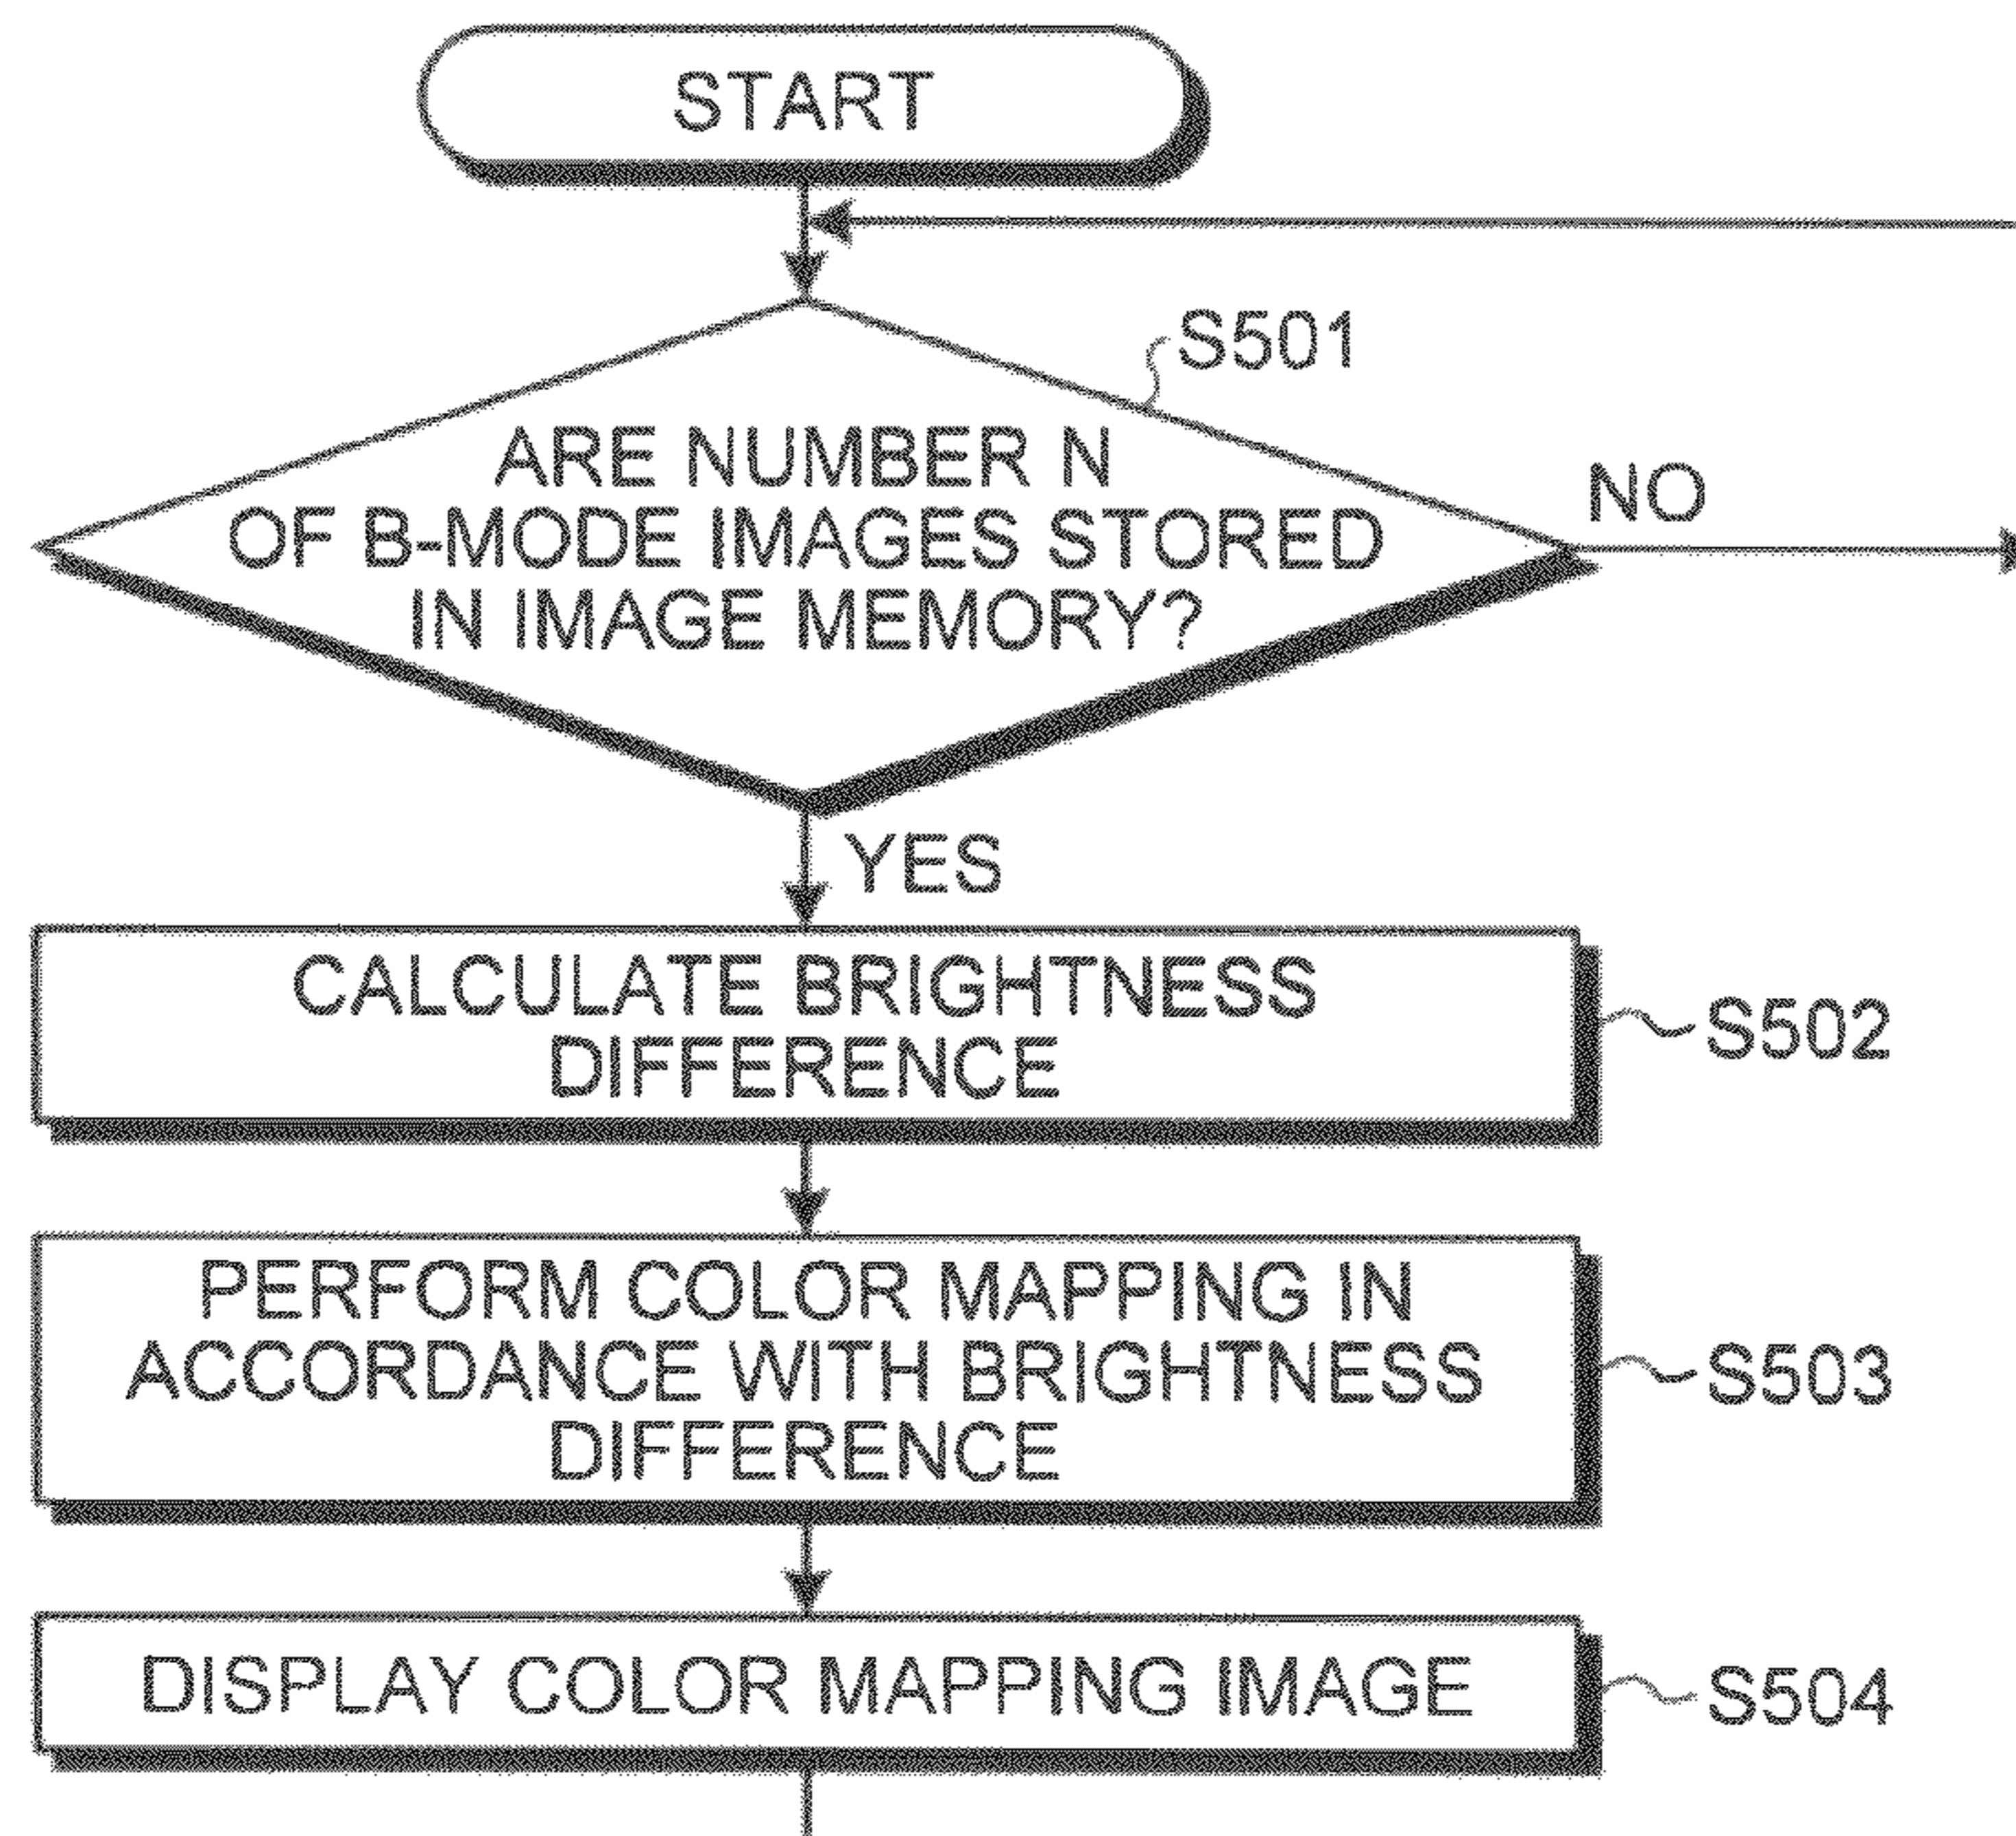 START
S501
ARE NUMBER N
OF B-MODE IMAGES STORED
IN IMAGE MEMORY?
NO
YES
CALCULATE BRIGHTNESS
DIFFERENCE
S502
PERFORM COLOR MAPPING IN
ACCORDANCE WITH BRIGHTNESS
DIFFERENCE
S503
DISPLAY COLOR MAPPING IMAGE
S504